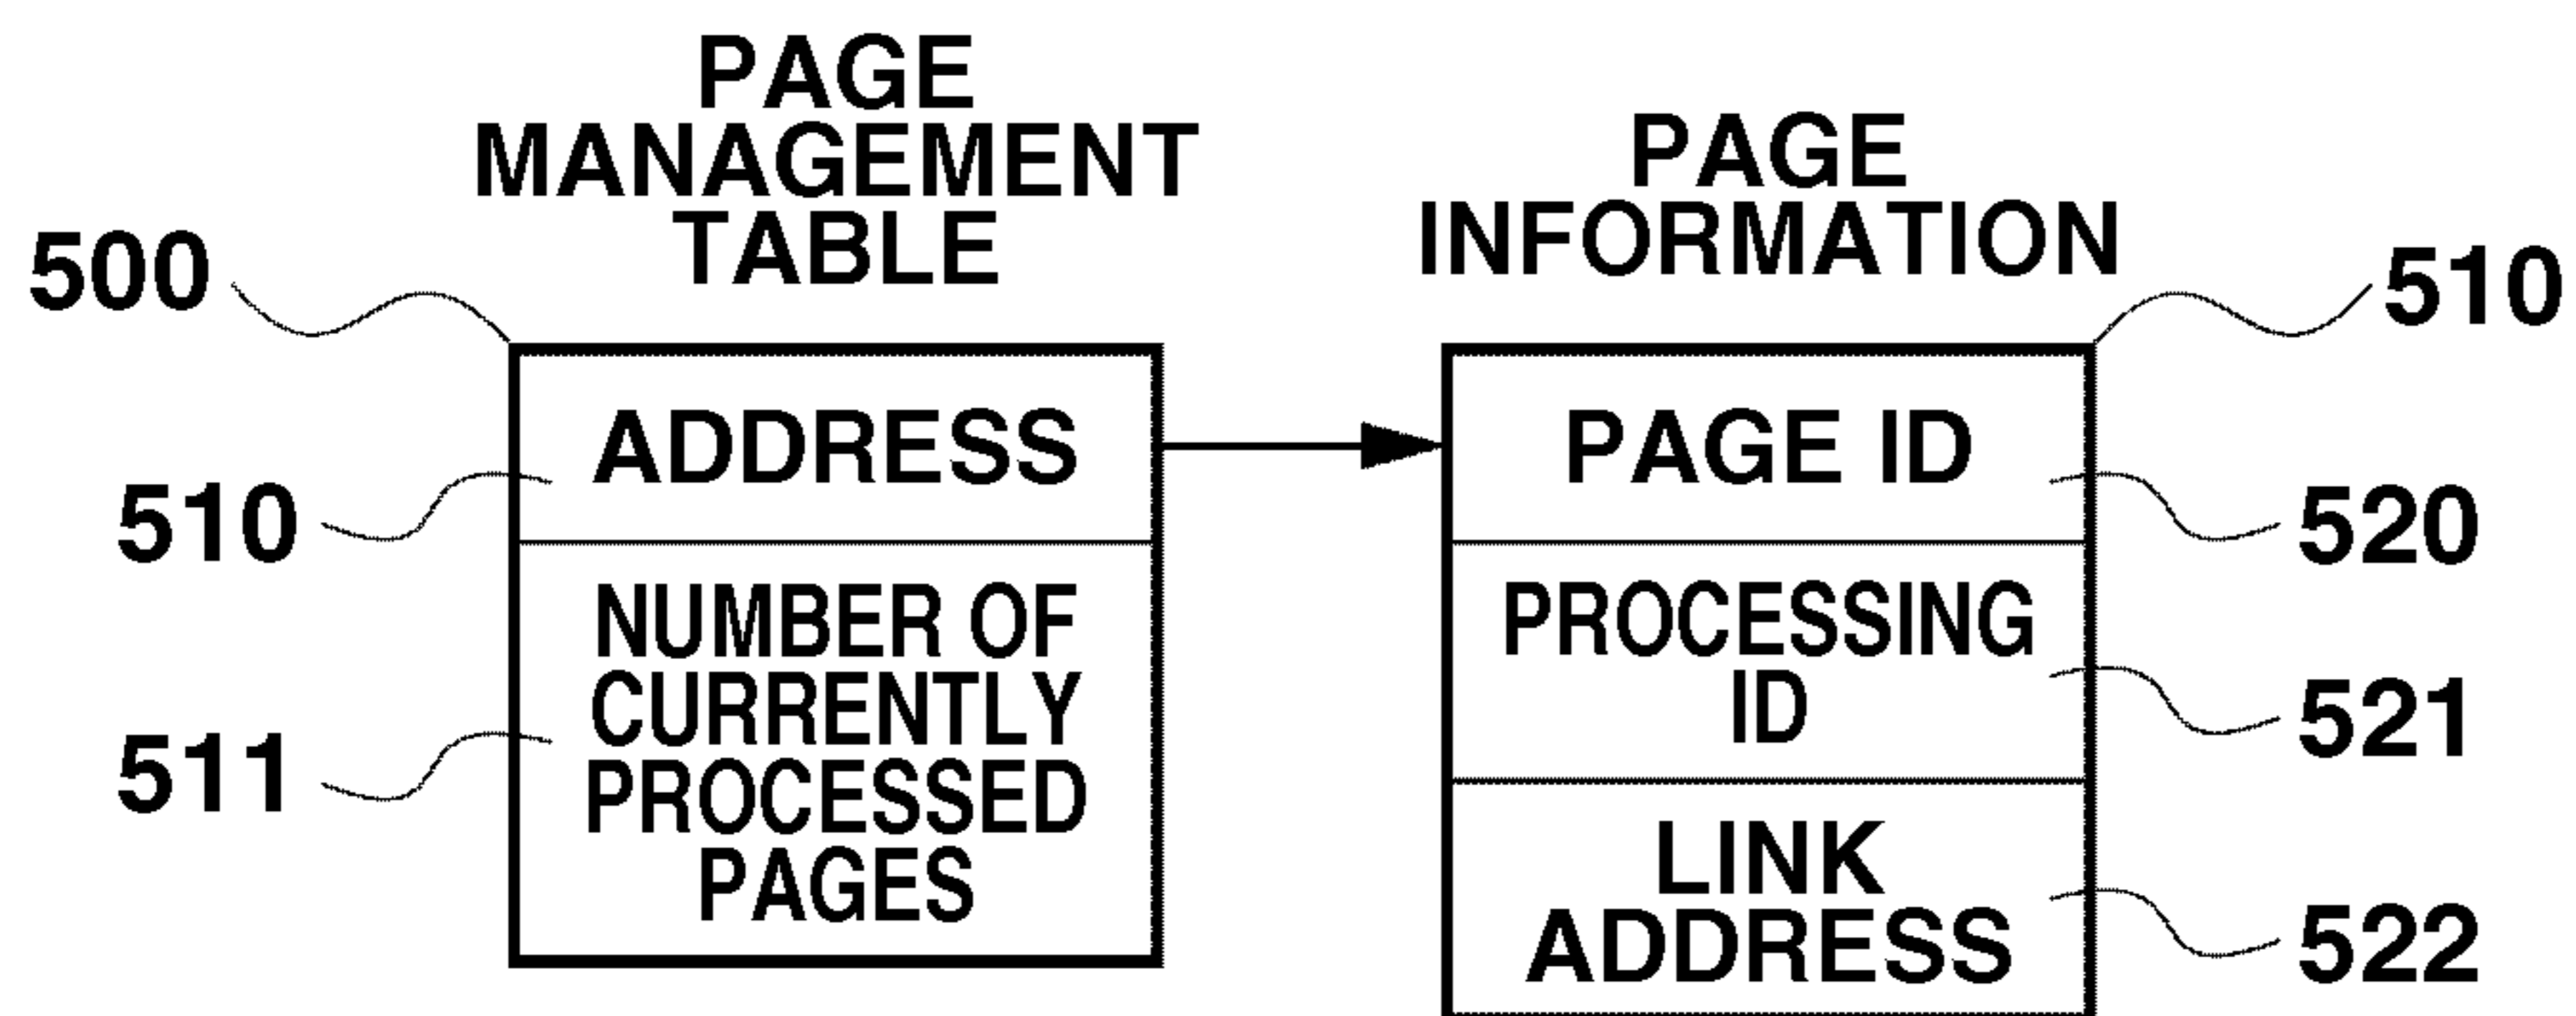 PAGE
MANAGEMENT
TABLE
500
ADDRESS
510
NUMBER OF
CURRENTLY
PROCESSED
PAGES
511
PAGE
INFORMATION
510
PAGE ID
520
PROCESSING
ID
521
LINK
ADDRESS
522